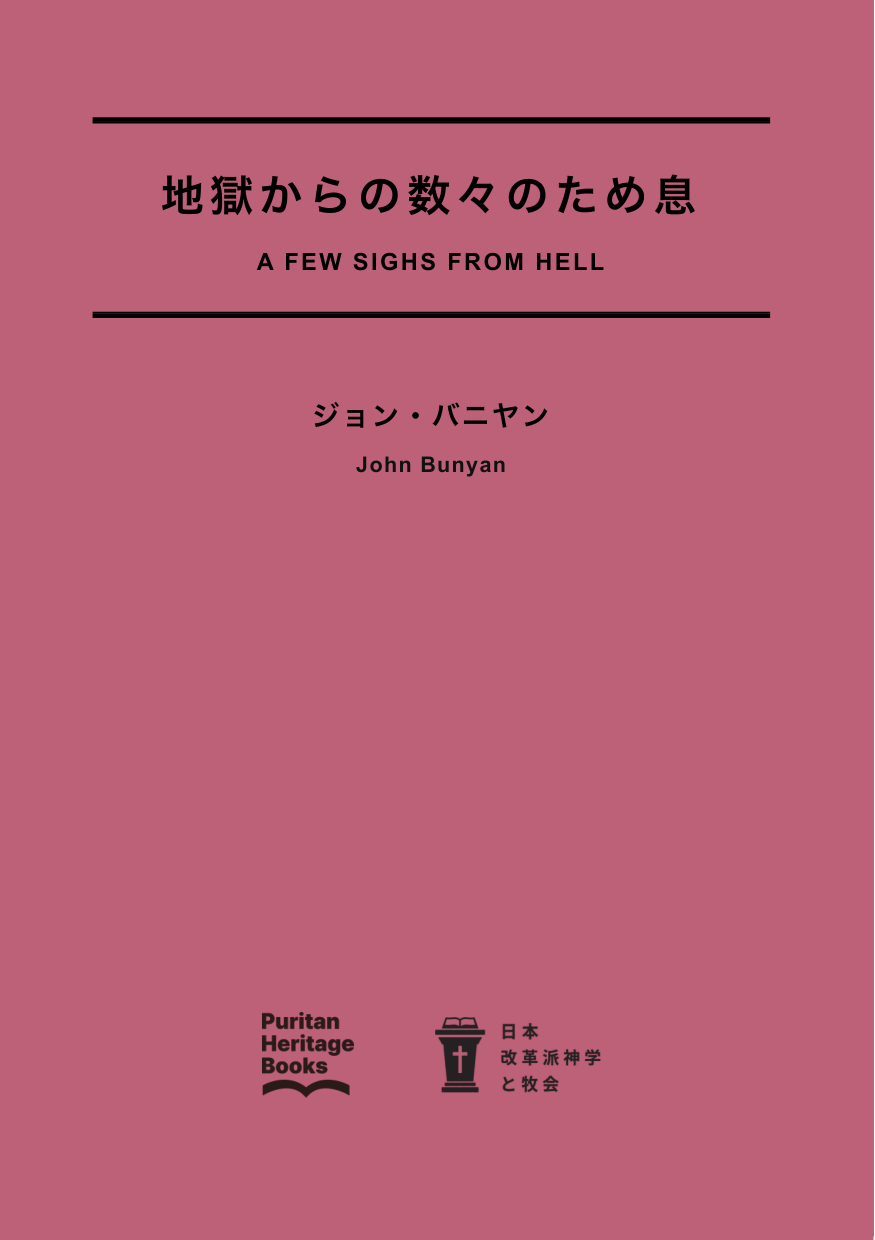 地獄からの数々のため息
A FEW SIGHS FROM HELL
ジョン・バニヤン
John Bunyan
Puritan
Heritage
Books
日本
改革派神学
と牧会